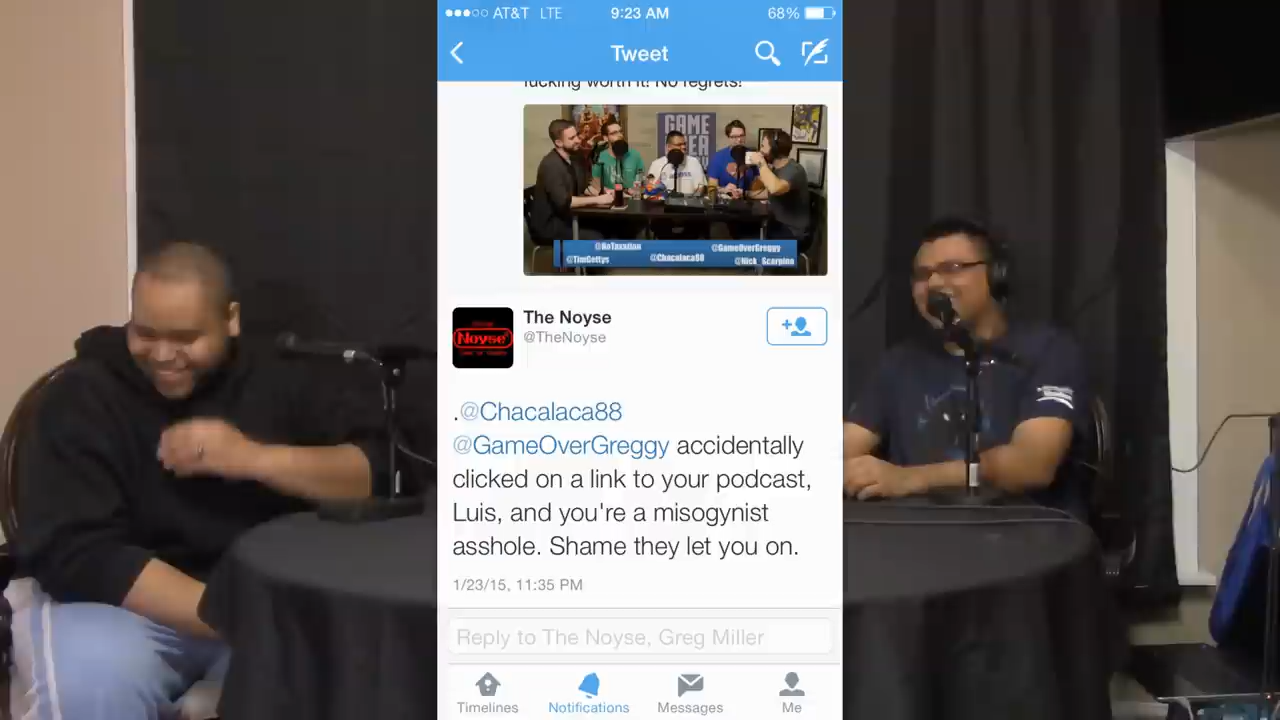 AT&T LTE 9:23 AM 68%
Tweet
fucking worth it! No regrets!
GAME
@GameOverGreggy
@TimGettys @Chacalaca88 @Nick_Scarpino
Noyse
The Noyse
@TheNoyse
.@Chacalaca88
@GameOverGreggy accidentally
clicked on a link to your podcast,
Luis, and you're a misogynist
asshole. Shame they let you on.
1/23/15, 11:35 PM
Reply to The Noyse, Greg Miller
Timelines Notifications Messages Me